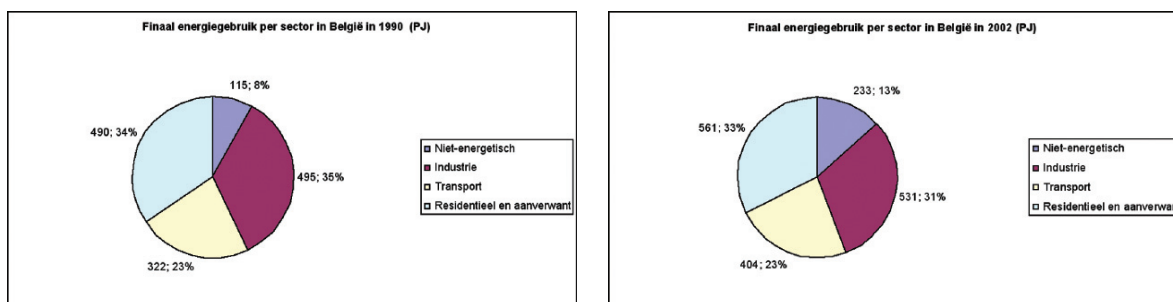 Finaal energiegebruik per sector in België in 1990 (PJ)
115; 8%
490; 34%
495; 35%
322; 23%
Niet-energetisch
Industrie
Transport
Residentieel en aanverwant
Finaal energiegebruik per sector in België in 2002 (PJ)
233; 13%
561; 33%
531; 31%
404; 23%
Niet-energetisch
Industrie
Transport
Residentieel en aanverwan